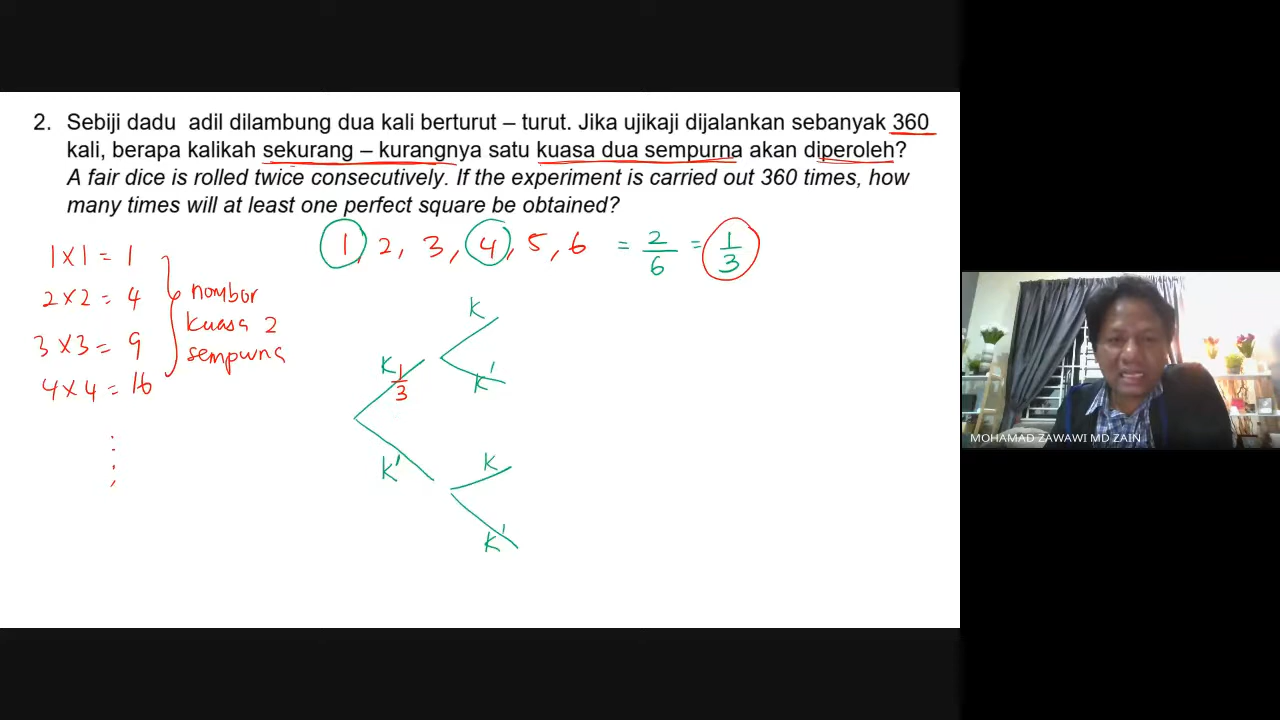 2. Sebiji dadu adil dilambung dua kali berturut – turut. Jika ujikaji dijalankan sebanyak 360
kali, berapa kalikah sekurang – kurangnya satu kuasa dua sempurna akan diperoleh?
A fair dice is rolled twice consecutively. If the experiment is carried out 360 times, how
many times will at least one perfect square be obtained?
1, 2, 3, 4, 5, 6 = 2/6 = 1/3
1 x 1 = 1
2 x 2 = 4
3 x 3 = 9
4 x 4 = 16
nombor
kuasa 2
sempurna
K
K 1/3
K'
K'
K
K'
MOHAMAD ZAWAWI MD ZAIN